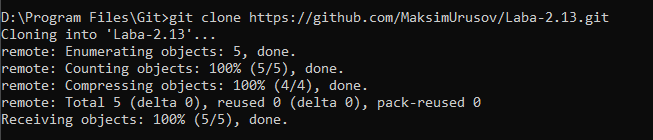 D:\Program Files\Git>git clone https://github.com/MaksimUrusov/Laba-2.13.git
Cloning into 'Laba-2.13'...
remote: Enumerating objects: 5, done.
remote: Counting objects: 100% (5/5), done.
remote: Compressing objects: 100% (4/4), done.
remote: Total 5 (delta 0), reused 0 (delta 0), pack-reused 0
Receiving objects: 100% (5/5), done.